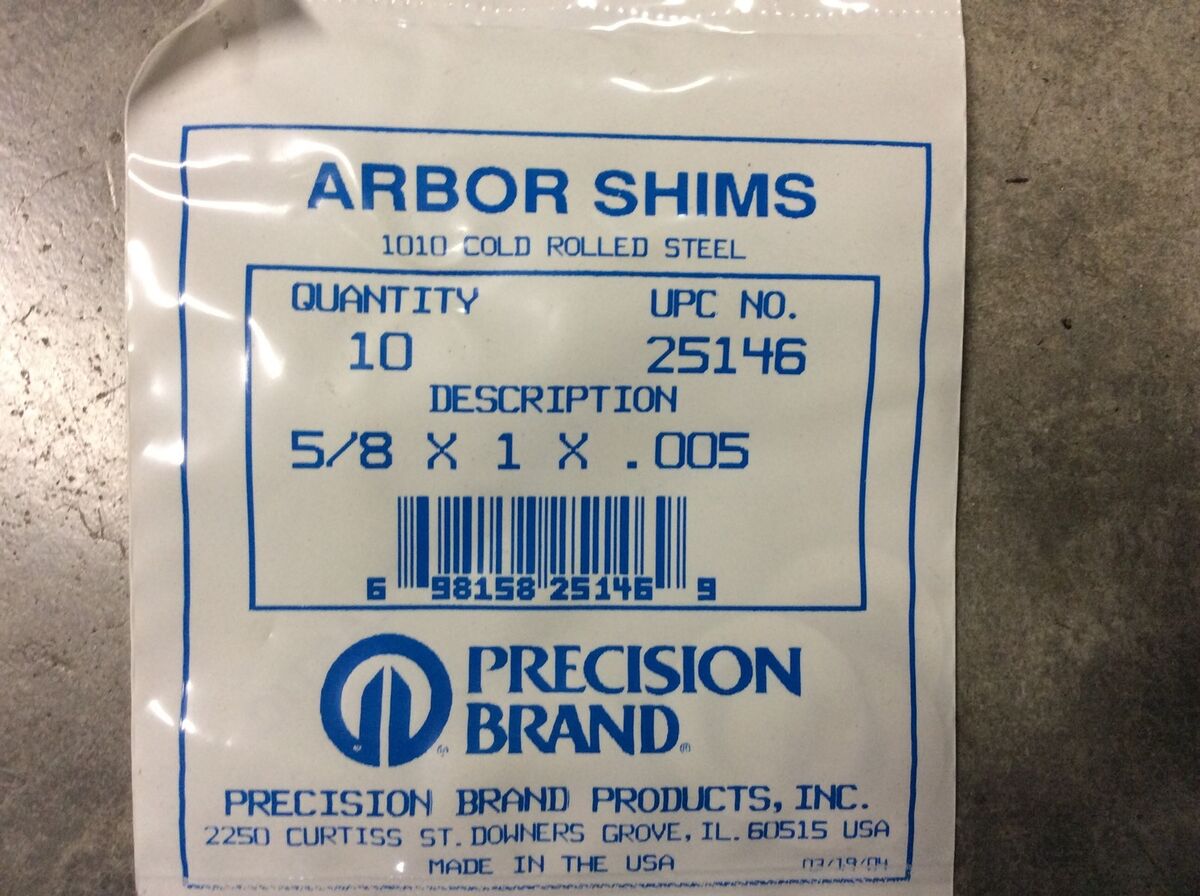 ARBOR SHIMS
1010 COLD ROLLED STEEL
QUANTITY UPC NO.
10 25146
DESCRIPTION
5/8 X 1 X .005
6 98158 25146 9
PRECISION
BRAND
PRECISION BRAND PRODUCTS, INC.
2250 CURTISS ST. DOWNERS GROVE, IL. 60515 USA
MADE IN THE USA